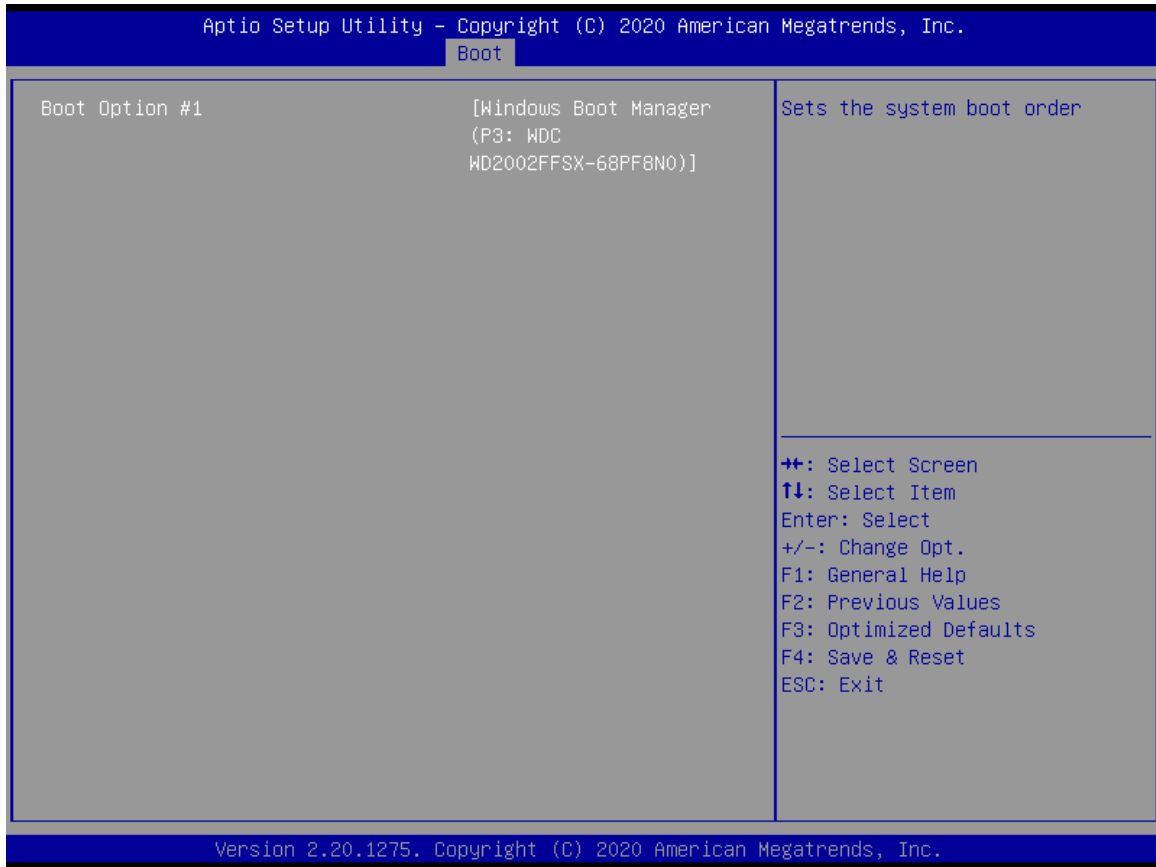 Aptio Setup Utility – Copyright (C) 2020 American Megatrends, Inc.
Boot
Boot Option #1 [Windows Boot Manager
(P3: WDC
WD2002FFSX-68PF8N0)]
Sets the system boot order
→←: Select Screen
↑↓: Select Item
Enter: Select
+/-: Change Opt.
F1: General Help
F2: Previous Values
F3: Optimized Defaults
F4: Save & Reset
ESC: Exit
Version 2.20.1275. Copyright (C) 2020 American Megatrends, Inc.